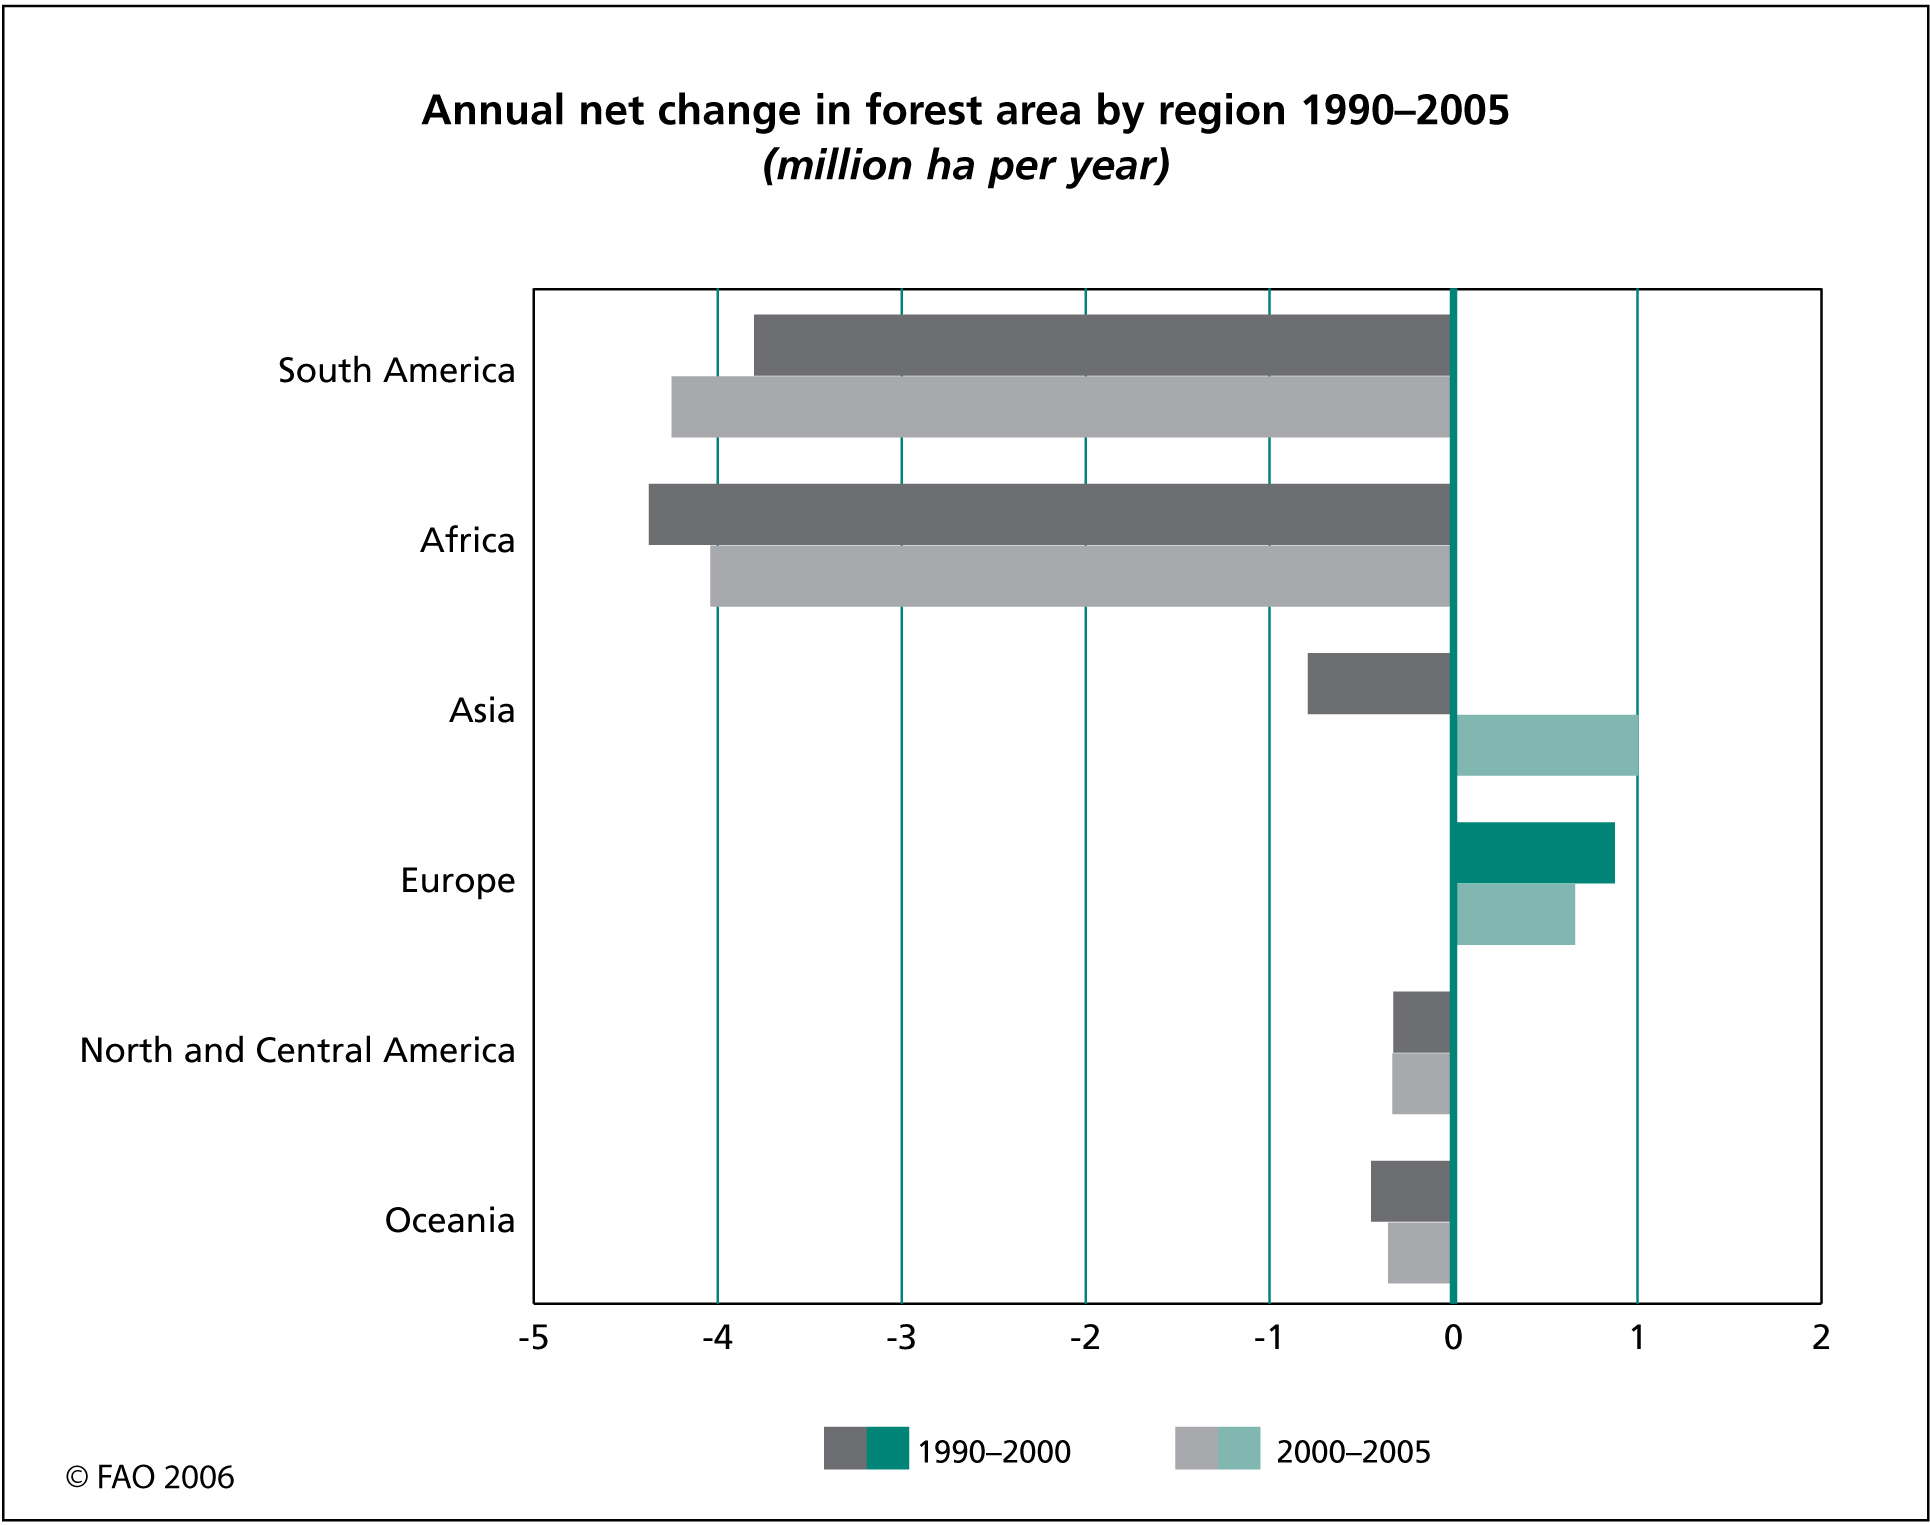 Annual net change in forest area by region 1990–2005
(million ha per year)
South America
Africa
Asia
Europe
North and Central America
Oceania
-5 -4 -3 -2 -1 0 1 2
1990–2000 2000–2005
© FAO 2006